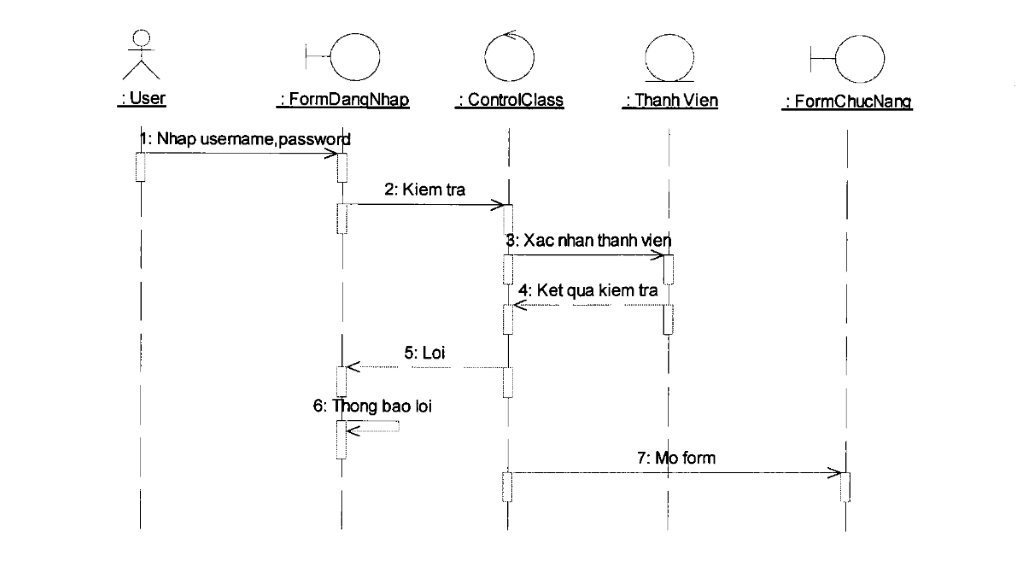 : User
: FormDangNhap
: ControlClass
: Thanh Vien
: FormChucNang
1: Nhap username,password
2: Kiem tra
3: Xac nhan thanh vien
4: Ket qua kiem tra
5: Loi
6: Thong bao loi
7: Mo form